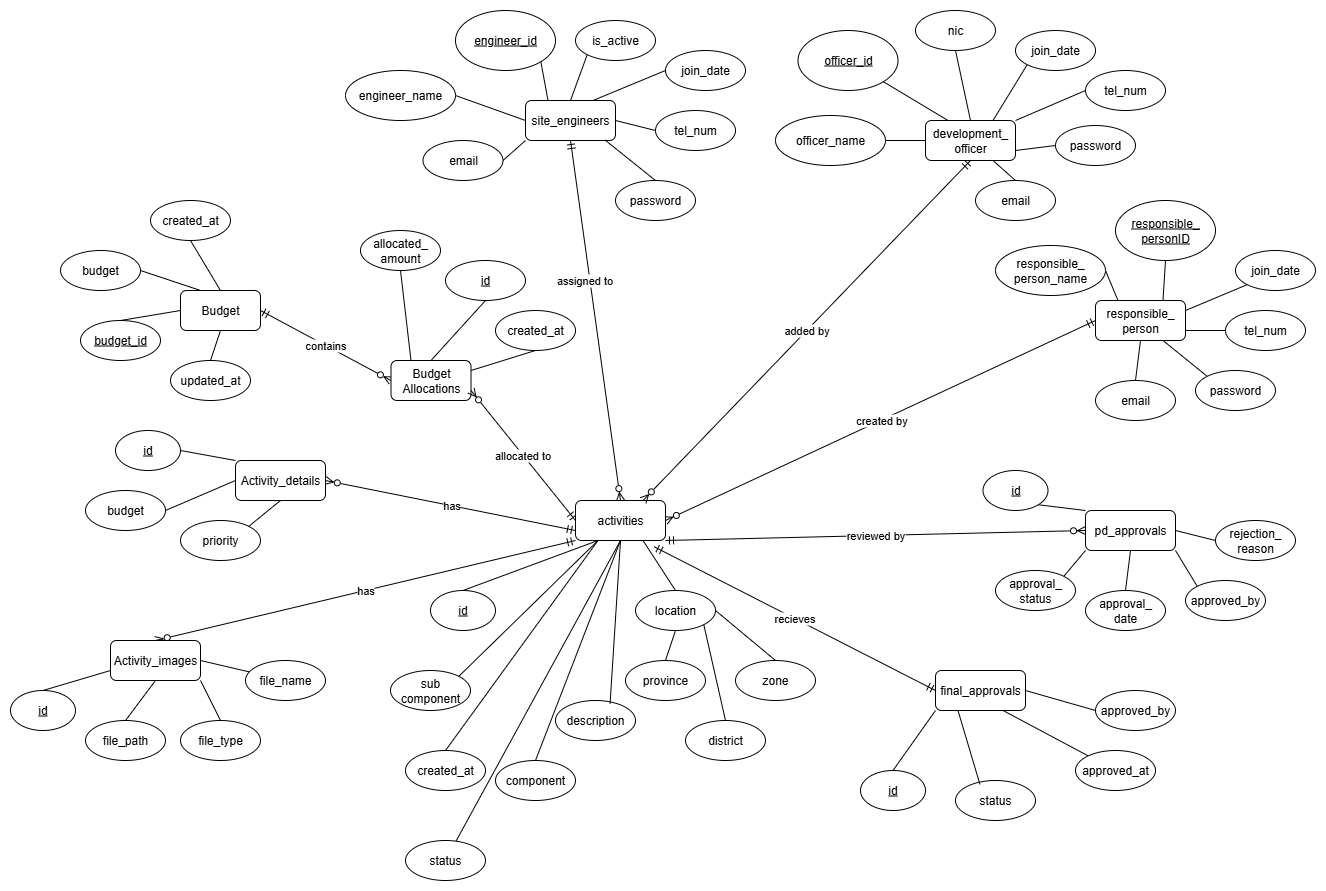 engineer_id
is_active
join_date
engineer_name
site_engineers
tel_num
email
password
officer_id
nic
join_date
tel_num
officer_name
development_
officer
password
email
responsible_
personID
responsible_
person_name
join_date
responsible_
person
tel_num
email
password
created_at
budget
Budget
budget_id
updated_at
contains
allocated_
amount
id
created_at
Budget
Allocations
assigned to
added by
created by
allocated to
id
Activity_details
budget
priority
has
activities
id
reviewed by
pd_approvals
rejection_
reason
approval_
status
approval_
date
approved_by
has
Activity_images
id
file_name
file_path
file_type
id
sub
component
created_at
status
component
description
location
province
zone
district
recieves
final_approvals
approved_by
approved_at
id
status